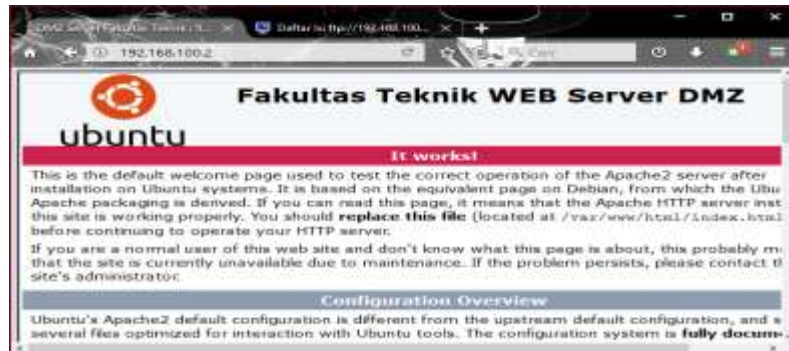 Daftar Isi ftp://192.168.100...
192.168.100.2
Cari
ubuntu
Fakultas Teknik WEB Server DMZ
It works!
This is the default welcome page used to test the correct operation of the Apache2 server after
installation on Ubuntu systems. It is based on the equivalent page on Debian, from which the Ubu
Apache packaging is derived. If you can read this page, it means that the Apache HTTP server inst
this site is working properly. You should replace this file (located at /var/www/html/index.html
before continuing to operate your HTTP server.
If you are a normal user of this web site and don't know what this page is about, this probably m
that the site is currently unavailable due to maintenance. If the problem persists, please contact th
site's administrator.
Configuration Overview
Ubuntu's Apache2 default configuration is different from the upstream default configuration, and s
several files optimized for interaction with Ubuntu tools. The configuration system is fully docum